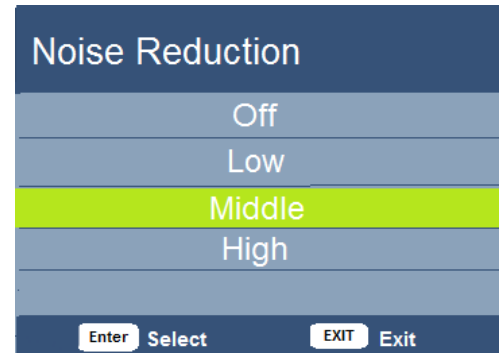 Noise Reduction
Off
Low
Middle
High
Enter Select EXIT Exit